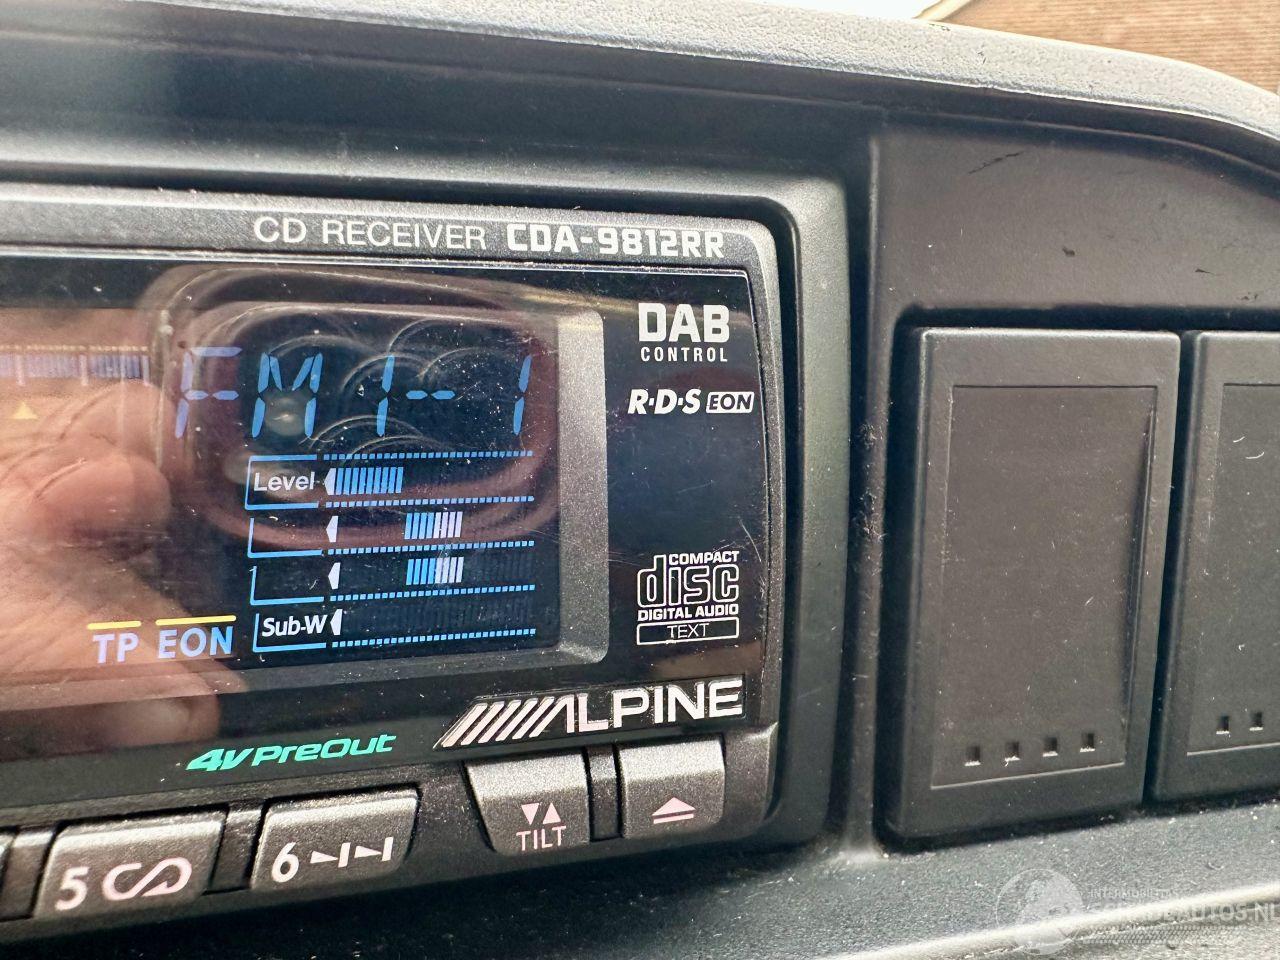 CD RECEIVER CDA-9812RR
DAB
CONTROL
FM1-1
R·D·S EON
Level
COMPACT
disc
DIGITAL AUDIO
TEXT
Sub-W
TP EON
ALPINE
4V PreOut
TILT
5
6
INTERMOBILITAS